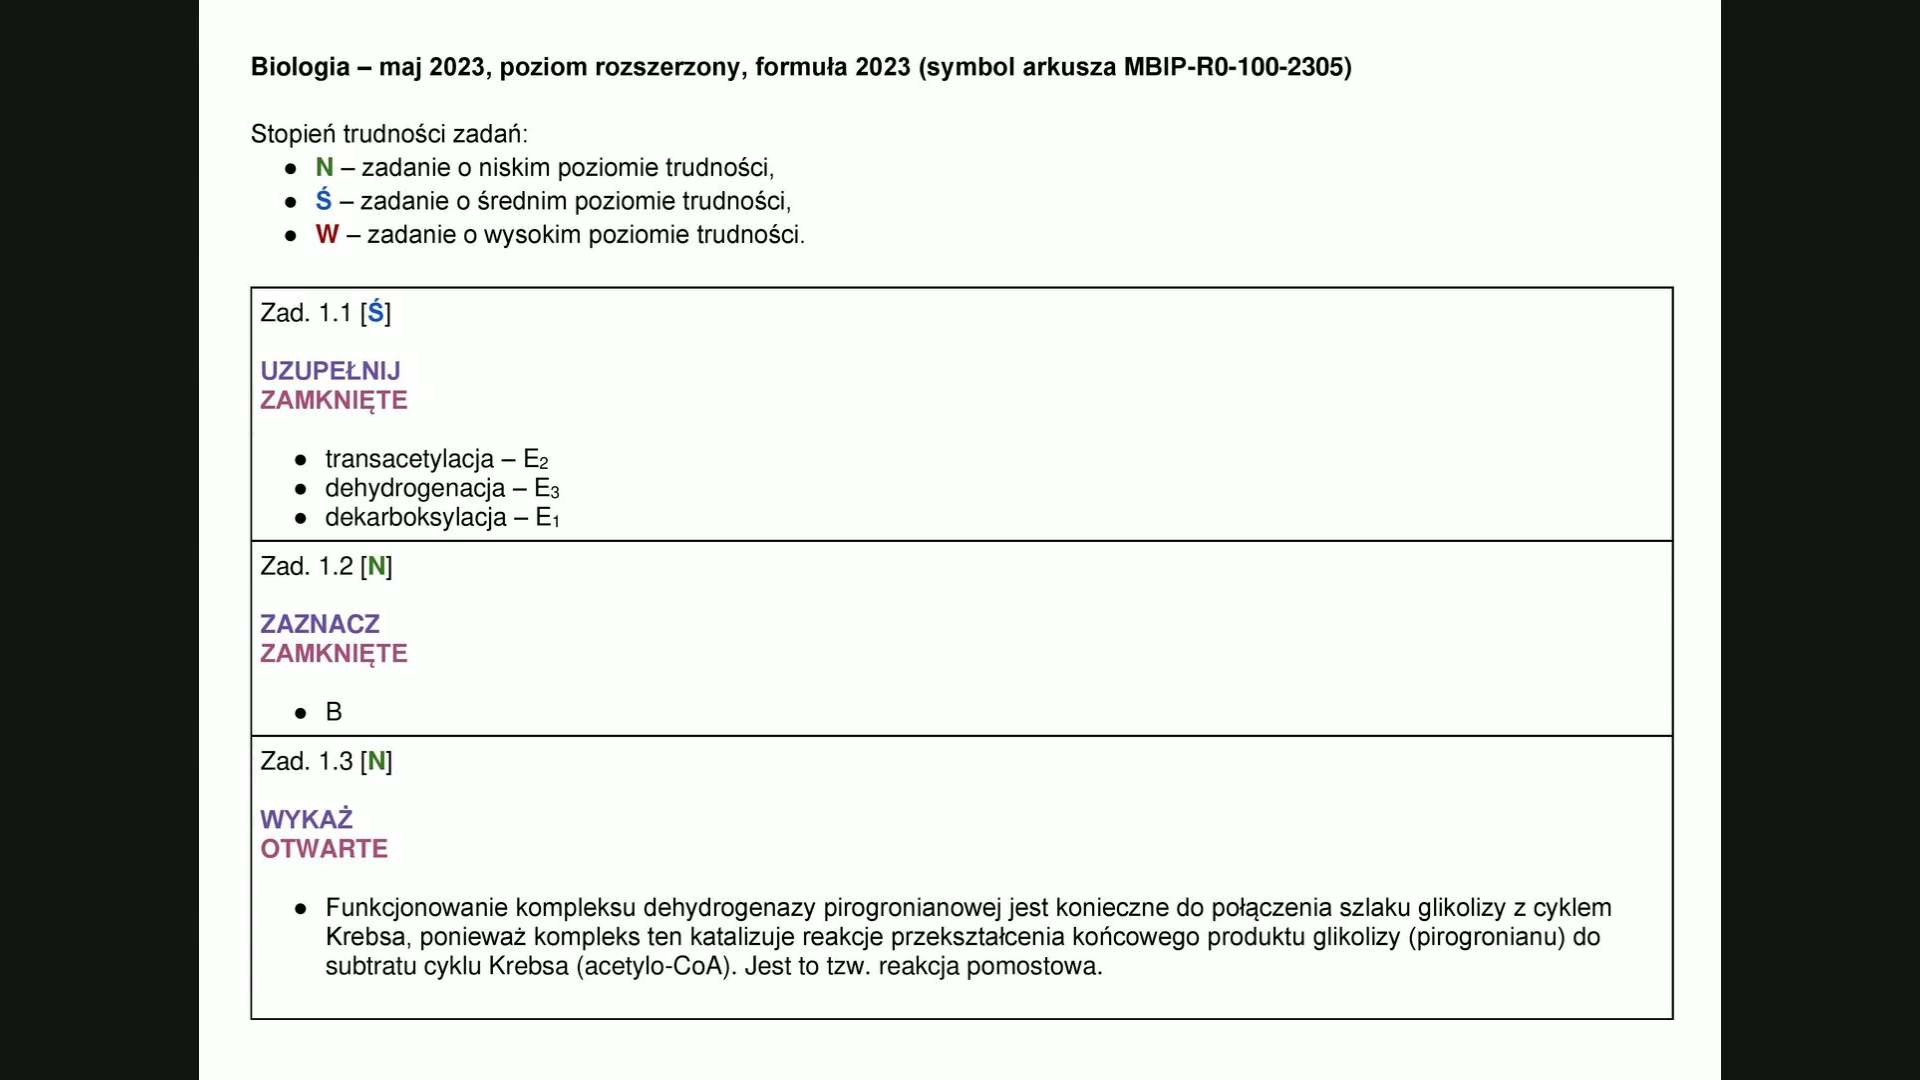 Biologia – maj 2023, poziom rozszerzony, formuła 2023 (symbol arkusza MBIP-R0-100-2305)
Stopień trudności zadań:
● N – zadanie o niskim poziomie trudności,
● Ś – zadanie o średnim poziomie trudności,
● W – zadanie o wysokim poziomie trudności.
Zad. 1.1 [Ś]
UZUPEŁNIJ
ZAMKNIĘTE
● transacetylacja – E₂
● dehydrogenacja – E₃
● dekarboksylacja – E₁
Zad. 1.2 [N]
ZAZNACZ
ZAMKNIĘTE
● B
Zad. 1.3 [N]
WYKAŻ
OTWARTE
● Funkcjonowanie kompleksu dehydrogenazy pirogronianowej jest konieczne do połączenia szlaku glikolizy z cyklem
Krebsa, ponieważ kompleks ten katalizuje reakcje przekształcenia końcowego produktu glikolizy (pirogronianu) do
subtratu cyklu Krebsa (acetylo-CoA). Jest to tzw. reakcja pomostowa.